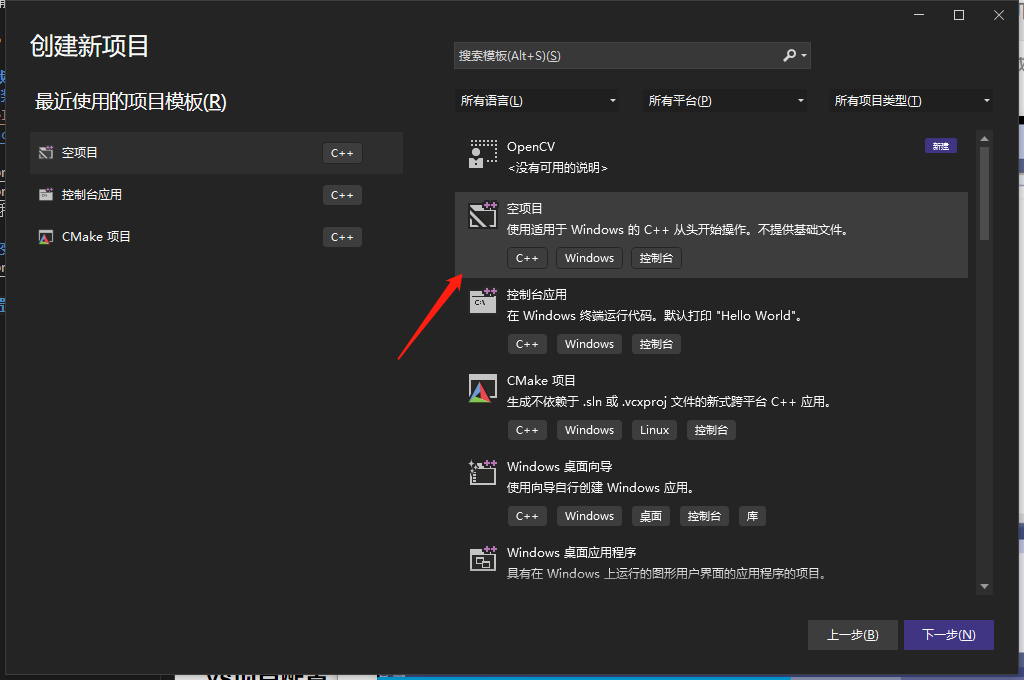 创建新项目
搜索模板(Alt+S)(S)
最近使用的项目模板(R)
所有语言(L)
所有平台(P)
所有项目类型(T)
空项目
C++
控制台应用
C++
CMake 项目
C++
OpenCV
新建
<没有可用的说明>
空项目
使用适用于 Windows 的 C++ 从头开始操作。不提供基础文件。
C++ Windows 控制台
控制台应用
在 Windows 终端运行代码。默认打印 "Hello World"。
C++ Windows 控制台
CMake 项目
生成不依赖于 .sln 或 .vcxproj 文件的新式跨平台 C++ 应用。
C++ Windows Linux 控制台
Windows 桌面向导
使用向导自行创建 Windows 应用。
C++ Windows 桌面 控制台 库
Windows 桌面应用程序
具有在 Windows 上运行的图形用户界面的应用程序的项目。
上一步(B)
下一步(N)